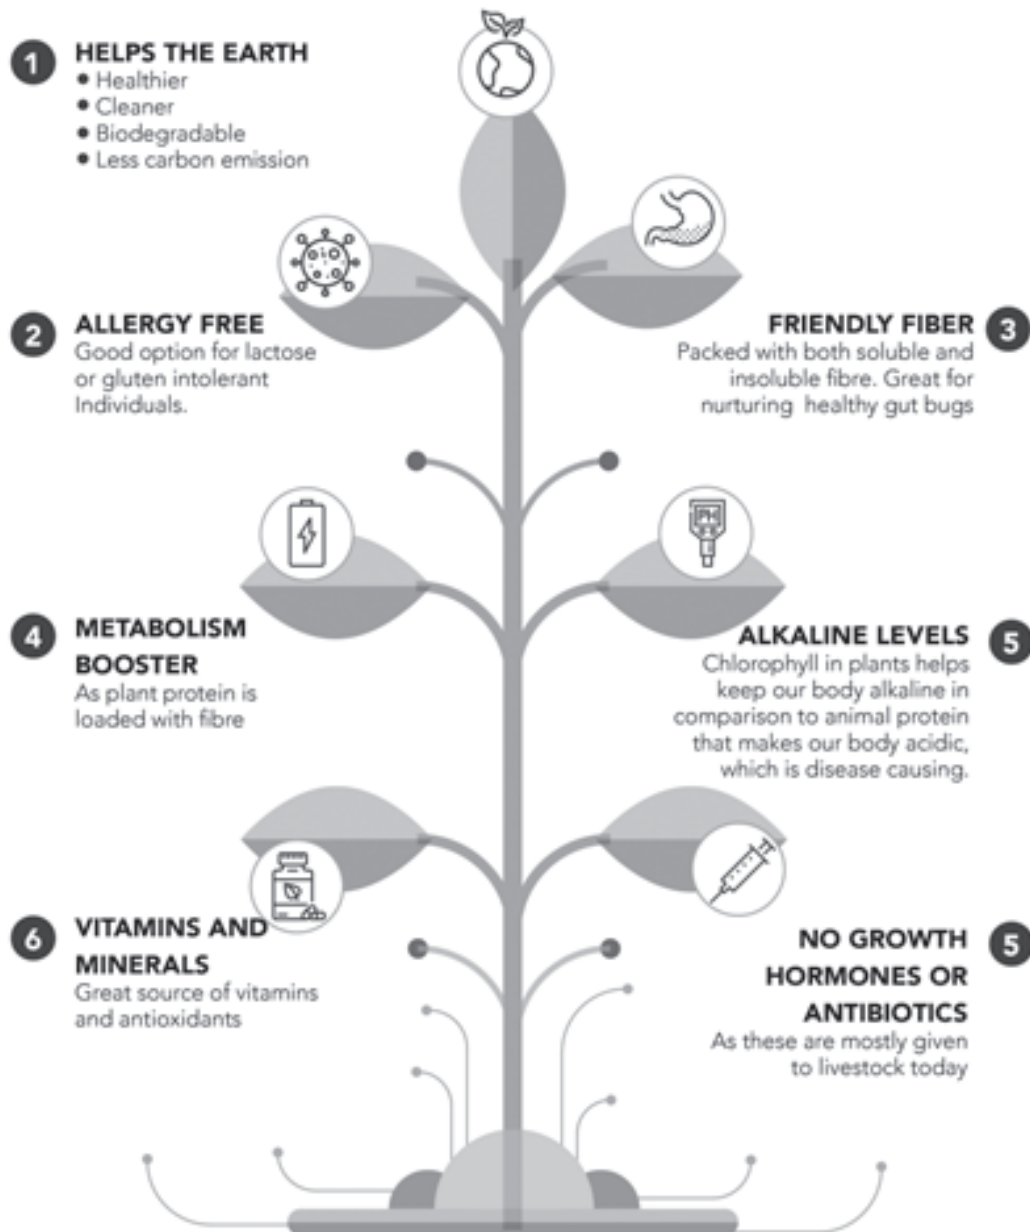 1
HELPS THE EARTH
• Healthier
• Cleaner
• Biodegradable
• Less carbon emission
2
ALLERGY FREE
Good option for lactose
or gluten intolerant
Individuals.
FRIENDLY FIBER
3
Packed with both soluble and
insoluble fibre. Great for
nurturing healthy gut bugs
PH
4
METABOLISM
BOOSTER
As plant protein is
loaded with fibre
ALKALINE LEVELS
5
Chlorophyll in plants helps
keep our body alkaline in
comparison to animal protein
that makes our body acidic,
which is disease causing.
6
VITAMINS AND
MINERALS
Great source of vitamins
and antioxidants
NO GROWTH
5
HORMONES OR
ANTIBIOTICS
As these are mostly given
to livestock today